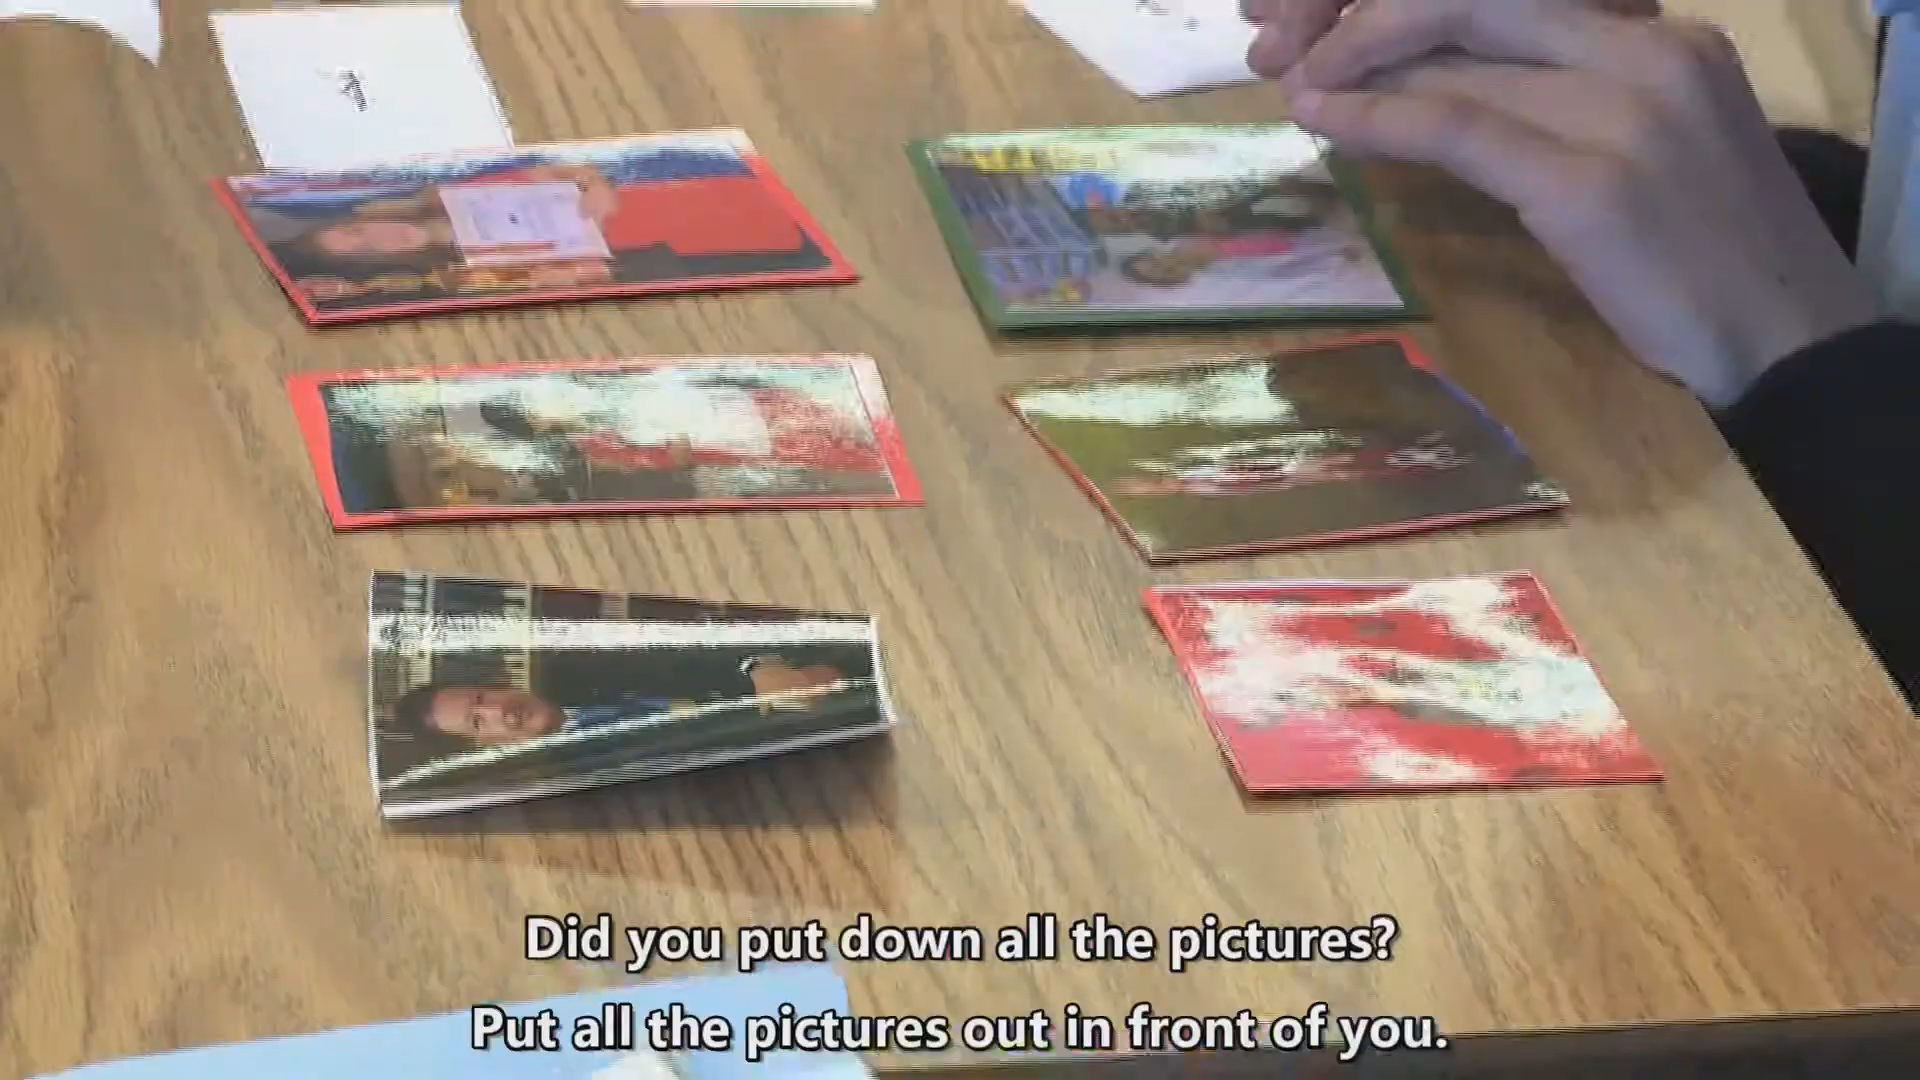 Did you put down all the pictures?
Put all the pictures out in front of you.